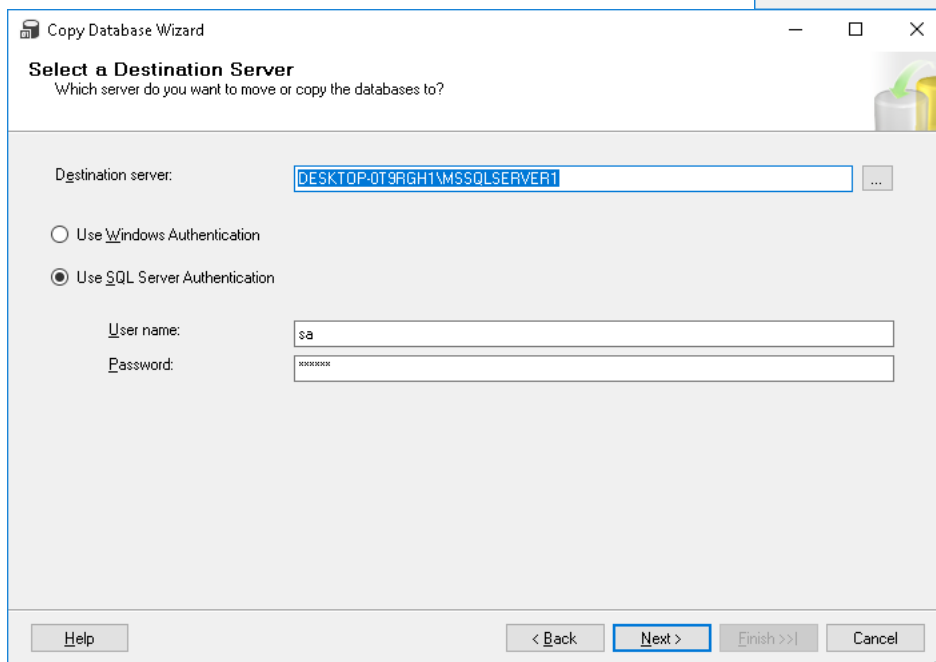 Copy Database Wizard
Select a Destination Server
Which server do you want to move or copy the databases to?
Destination server:
DESKTOP-0T9RGH1\MSSQLSERVER1
...
Use Windows Authentication
Use SQL Server Authentication
User name:
sa
Password:
******
Help
< Back
Next >
Finish >>|
Cancel